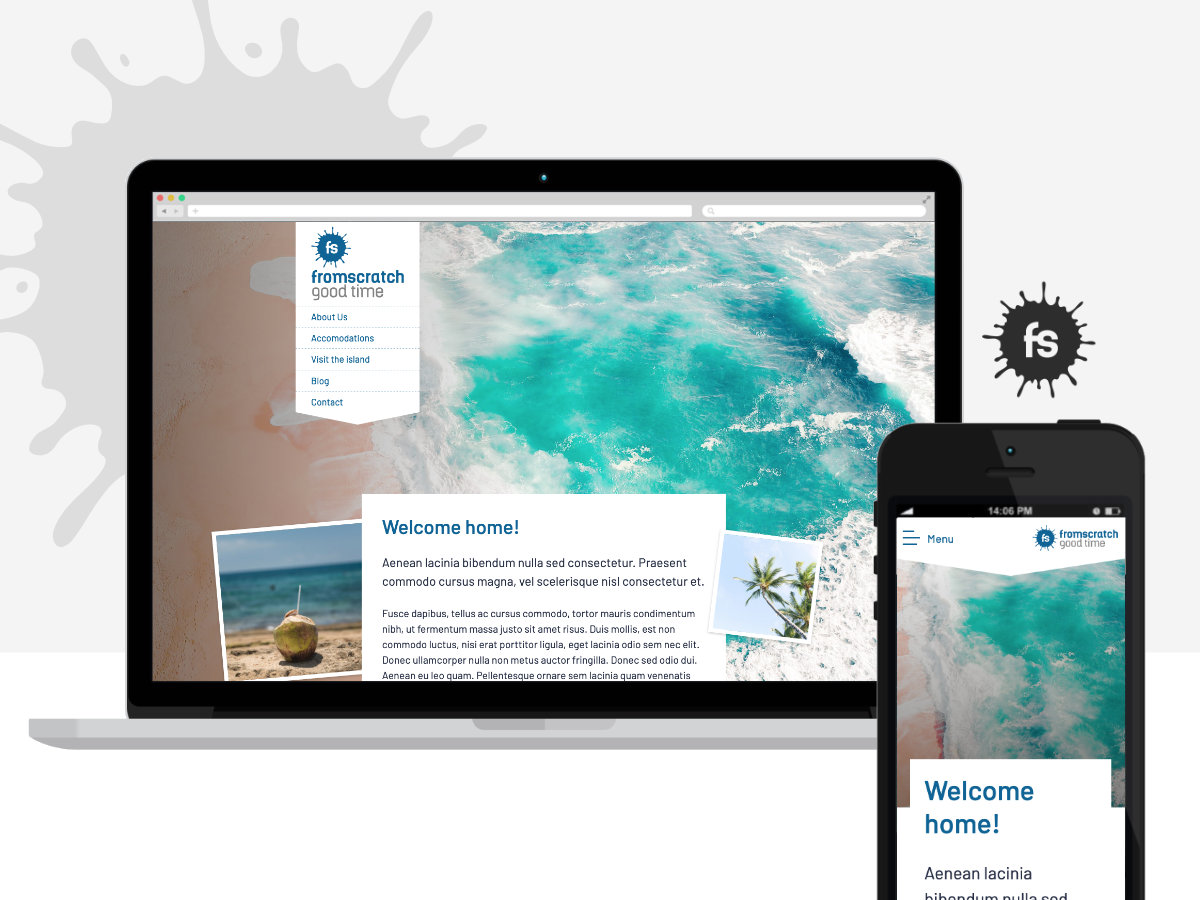 fs
fromscratch
good time
About Us
Accomodations
Visit the island
Blog
Contact
Welcome home!
Aenean lacinia bibendum nulla sed consectetur. Praesent
commodo cursus magna, vel scelerisque nisl consectetur et.
Fusce dapibus, tellus ac cursus commodo, tortor mauris condimentum
nibh, ut fermentum massa justo sit amet risus. Duis mollis, est non
commodo luctus, nisi erat porttitor ligula, eget lacinia odio sem nec elit.
Donec ullamcorper nulla non metus auctor fringilla. Donec sed odio dui.
Aenean eu leo quam. Pellentesque ornare sem lacinia quam venenatis
fs
14:06 PM
Menu
fs
fromscratch
good time
Welcome
home!
Aenean lacinia
bibendum nulla sed